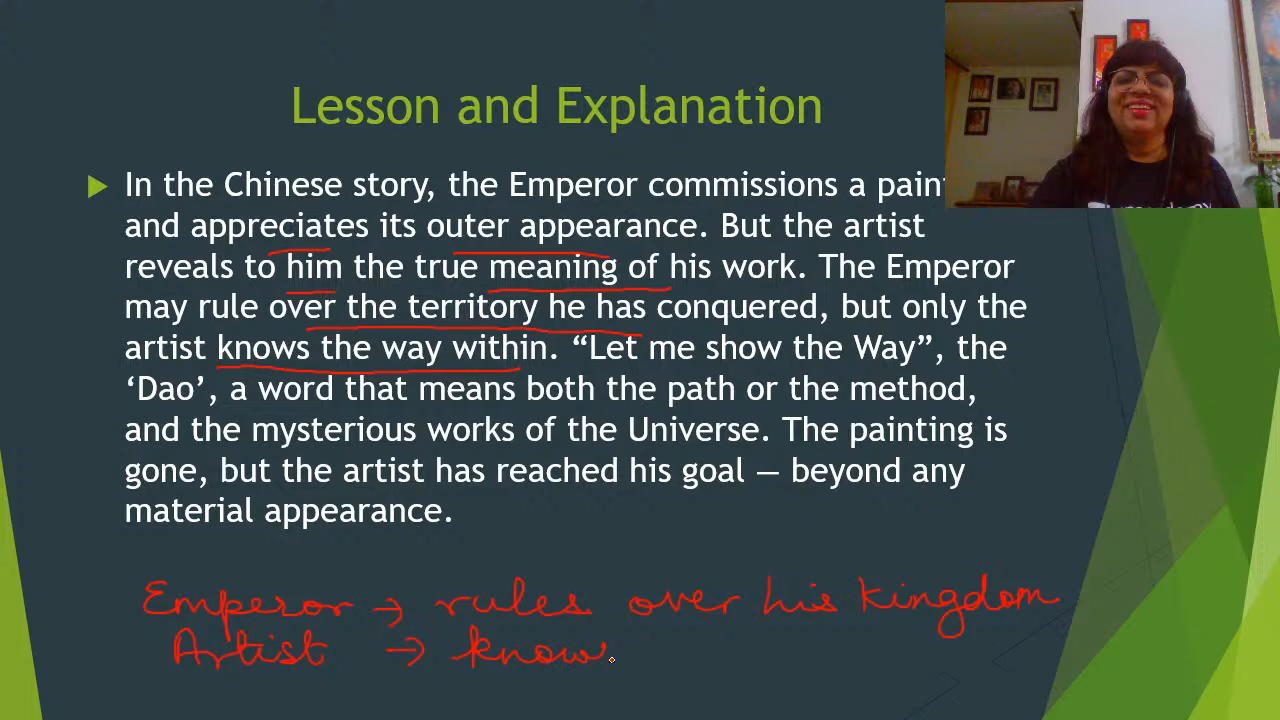 Lesson and Explanation
In the Chinese story, the Emperor commissions a pain
and appreciates its outer appearance. But the artist
reveals to him the true meaning of his work. The Emperor
may rule over the territory he has conquered, but only the
artist knows the way within. “Let me show the Way”, the
‘Dao’, a word that means both the path or the method,
and the mysterious works of the Universe. The painting is
gone, but the artist has reached his goal — beyond any
material appearance.
Emperor → rules over his kingdom
Artist → know